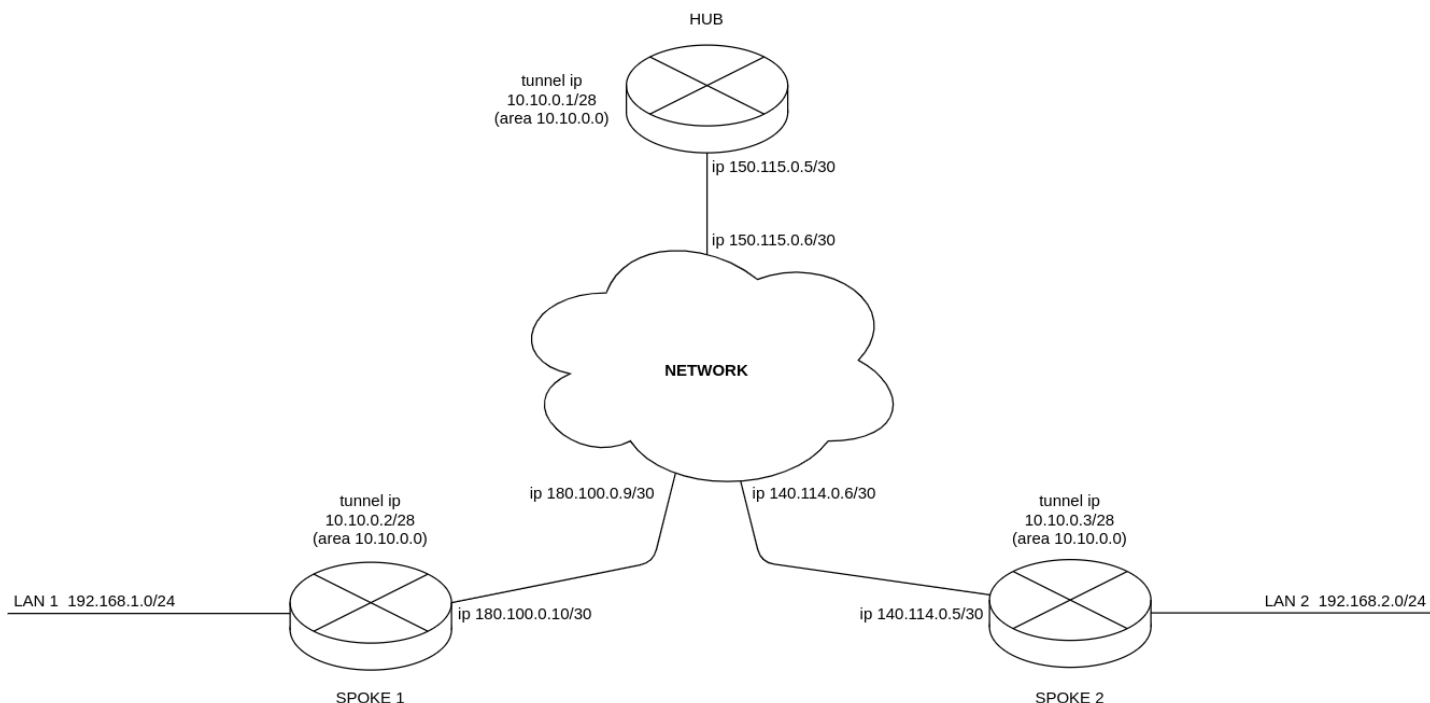 HUB
tunnel ip
10.10.0.1/28
(area 10.10.0.0)
ip 150.115.0.5/30
ip 150.115.0.6/30
NETWORK
ip 180.100.0.9/30
ip 140.114.0.6/30
tunnel ip
10.10.0.2/28
(area 10.10.0.0)
tunnel ip
10.10.0.3/28
(area 10.10.0.0)
LAN 1 192.168.1.0/24
ip 180.100.0.10/30
ip 140.114.0.5/30
LAN 2 192.168.2.0/24
SPOKE 1
SPOKE 2